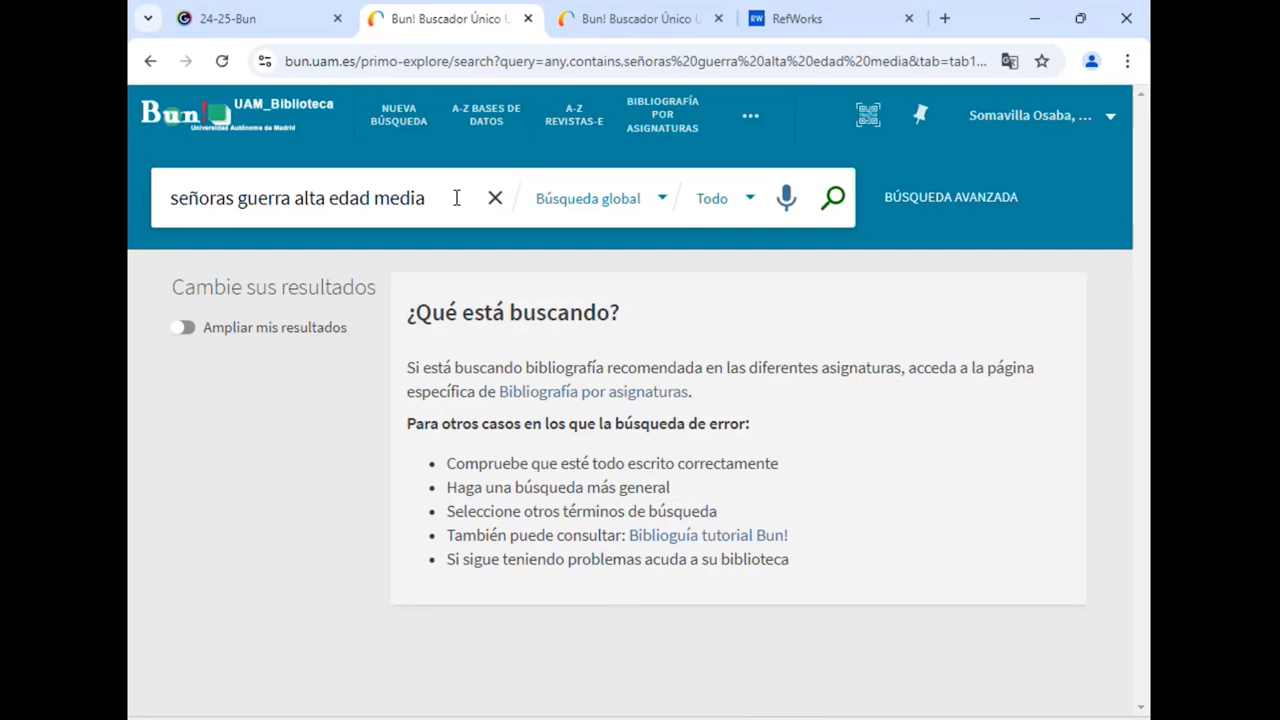 24-25-Bun
Bun! Buscador Único U
Bun! Buscador Único U
RW RefWorks
bun.uam.es/primo-explore/search?query=any,contains,señoras%20guerra%20alta%20edad%20media&tab=tab1...
Bun! UAM_Biblioteca
Universidad Autónoma de Madrid
NUEVA
BÚSQUEDA
A-Z BASES DE
DATOS
A-Z
REVISTAS-E
BIBLIOGRAFÍA
POR
ASIGNATURAS
Somavilla Osaba, ...
señoras guerra alta edad media
Búsqueda global
Todo
BÚSQUEDA AVANZADA
Cambie sus resultados
Ampliar mis resultados
¿Qué está buscando?
Si está buscando bibliografía recomendada en las diferentes asignaturas, acceda a la página
específica de Bibliografía por asignaturas.
Para otros casos en los que la búsqueda de error:
• Compruebe que esté todo escrito correctamente
• Haga una búsqueda más general
• Seleccione otros términos de búsqueda
• También puede consultar: Biblioguía tutorial Bun!
• Si sigue teniendo problemas acuda a su biblioteca